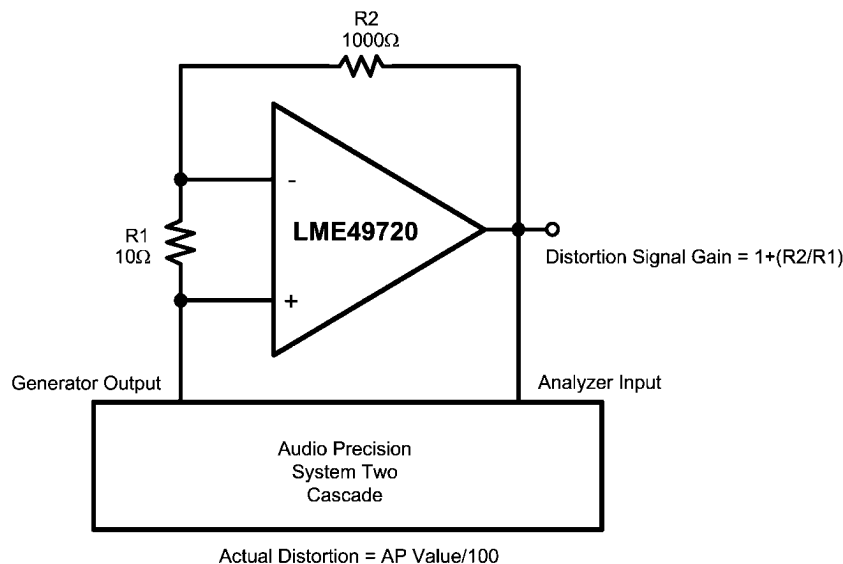 R2
1000Ω
-
R1
10Ω
LME49720
+
Distortion Signal Gain = 1+(R2/R1)
Generator Output
Analyzer Input
Audio Precision
System Two
Cascade
Actual Distortion = AP Value/100